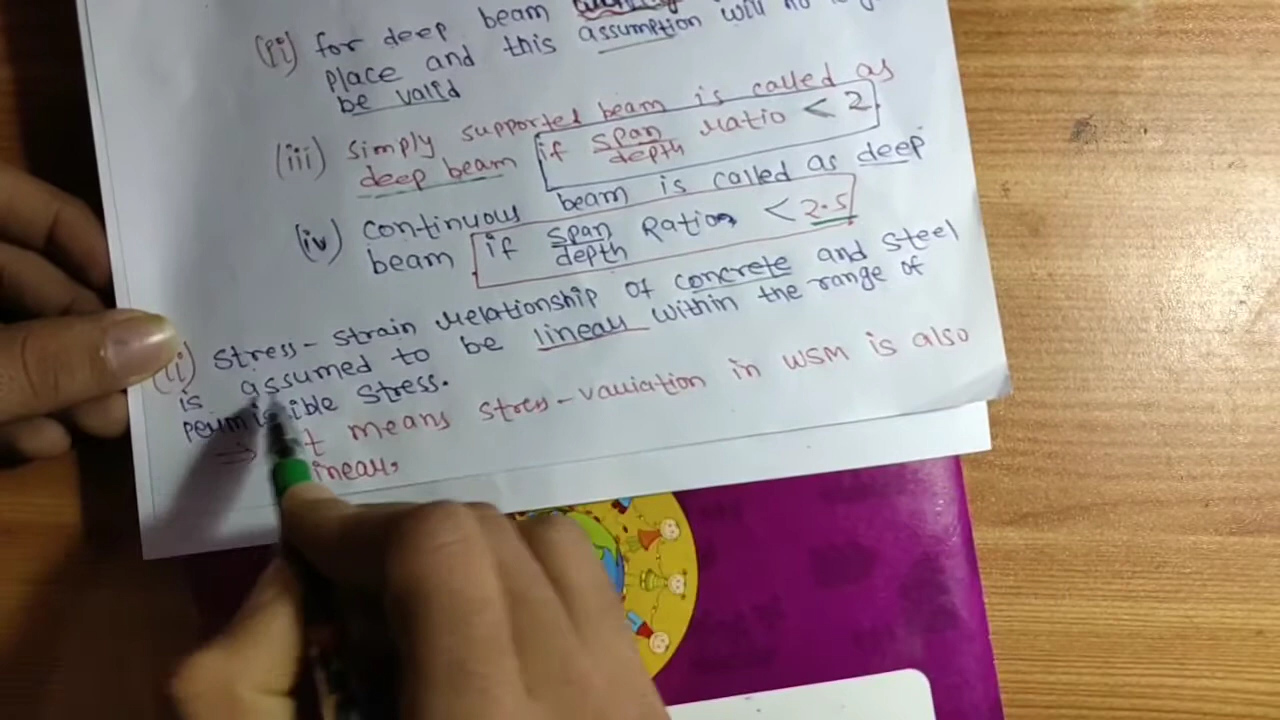 (ii) for deep beam
place and this assumption will no
be valid
(iii) simply supported beam is called as
deep beam if span/depth ratio < 2
(iv) continuous beam is called as deep
beam if span/depth Ratio < 2.5
(ii) stress-strain relationship of concrete and steel
is assumed to be linear within the range of
permissible stress.
⇒ It means stress-variation in WSM is also
linear.